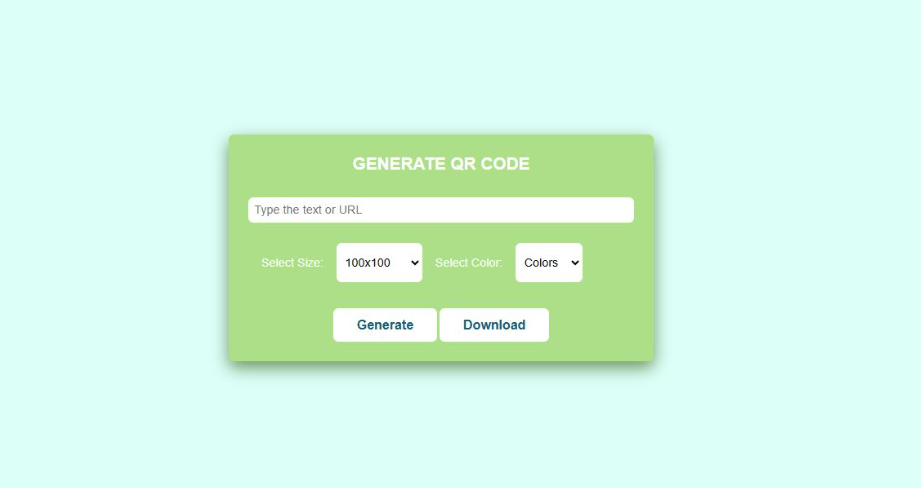 GENERATE QR CODE
Type the text or URL
Select Size: 100x100 Select Color: Colors
Generate Download